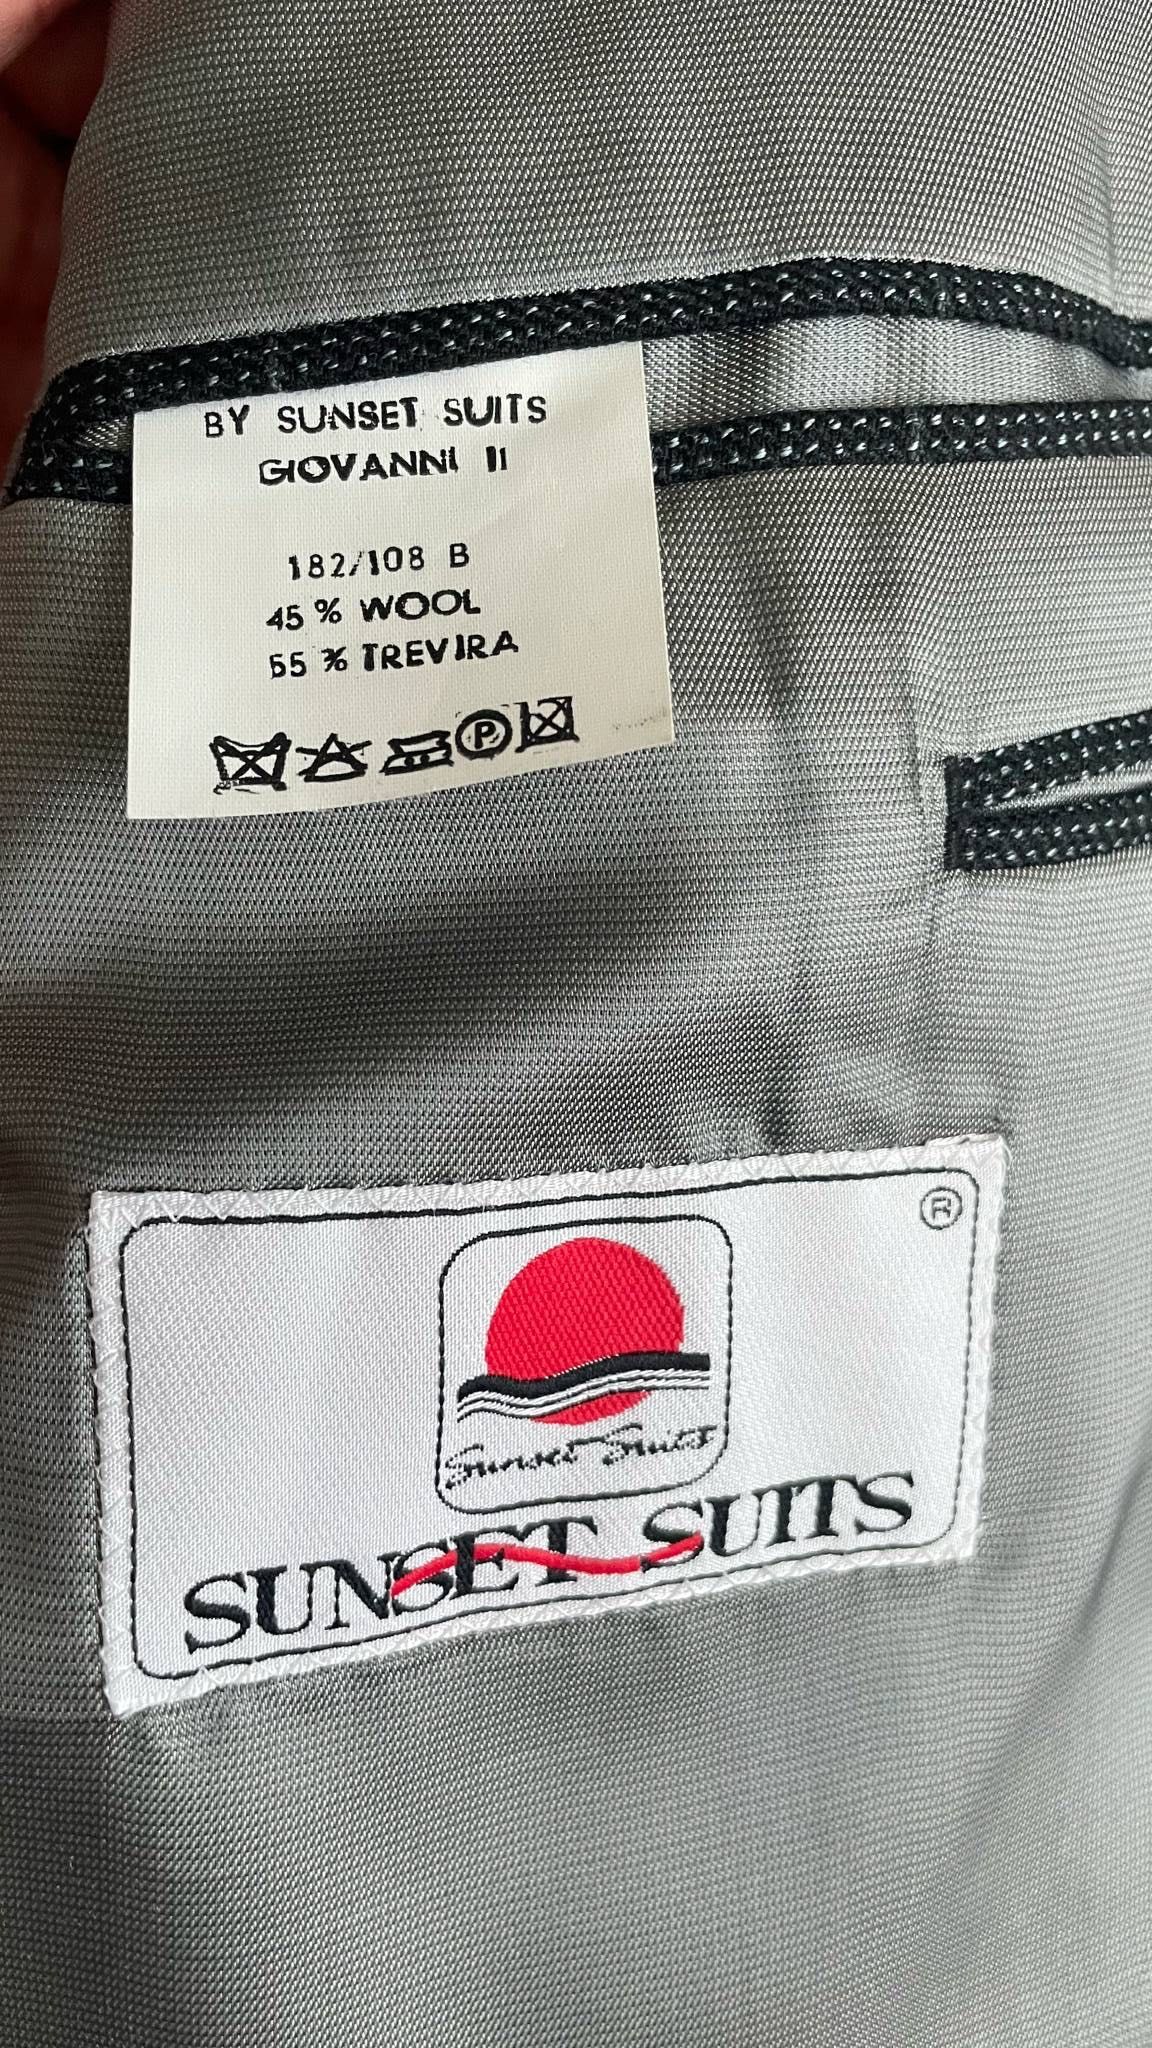 BY SUNSET SUITS
GIOVANNI II
182/108 B
45 % WOOL
55 % TREVIRA
P
®
Sunset Suits
SUNSET SUITS